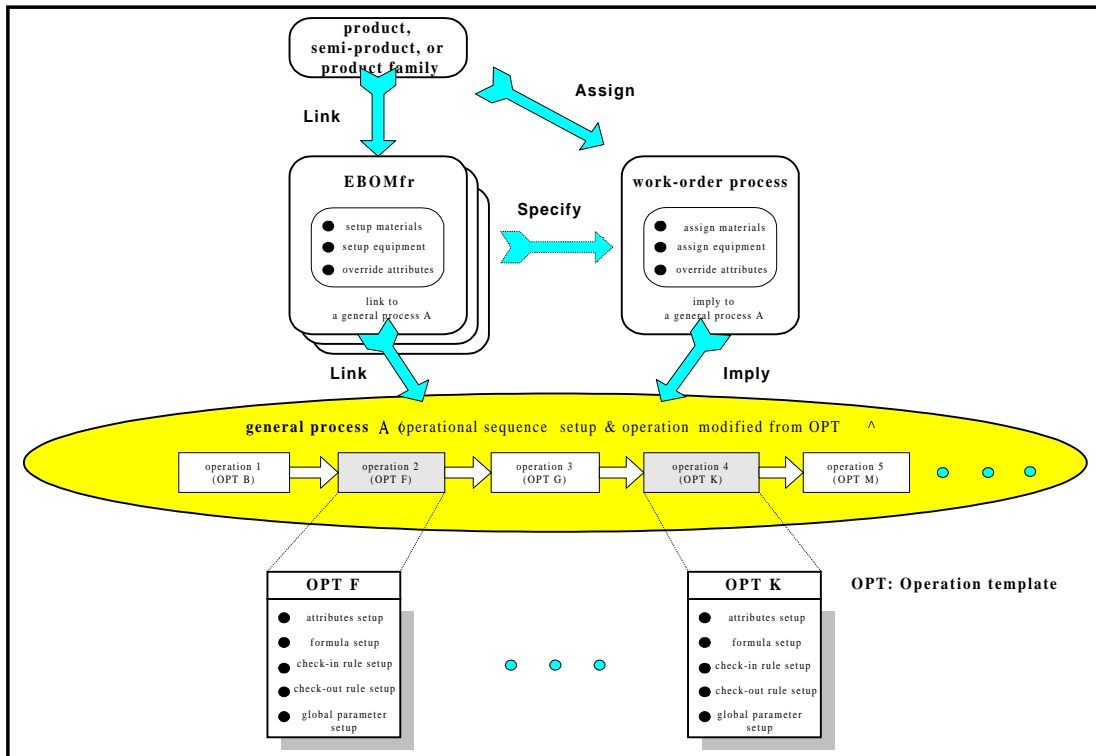 product,
semi-product, or
product family
Assign
Link
EBOMfr
setup materials
setup equipment
override attributes
link to
a general process A
Specify
work-order process
assign materials
assign equipment
override attributes
imply to
a general process A
Link
Imply
general process A (operational sequence setup & operation modified from OPT ^
operation 1
(OPT B)
operation 2
(OPT F)
operation 3
(OPT G)
operation 4
(OPT K)
operation 5
(OPT M)
OPT F
attributes setup
formula setup
check-in rule setup
check-out rule setup
global parameter
setup
OPT K
attributes setup
formula setup
check-in rule setup
check-out rule setup
global parameter
setup
OPT: Operation template